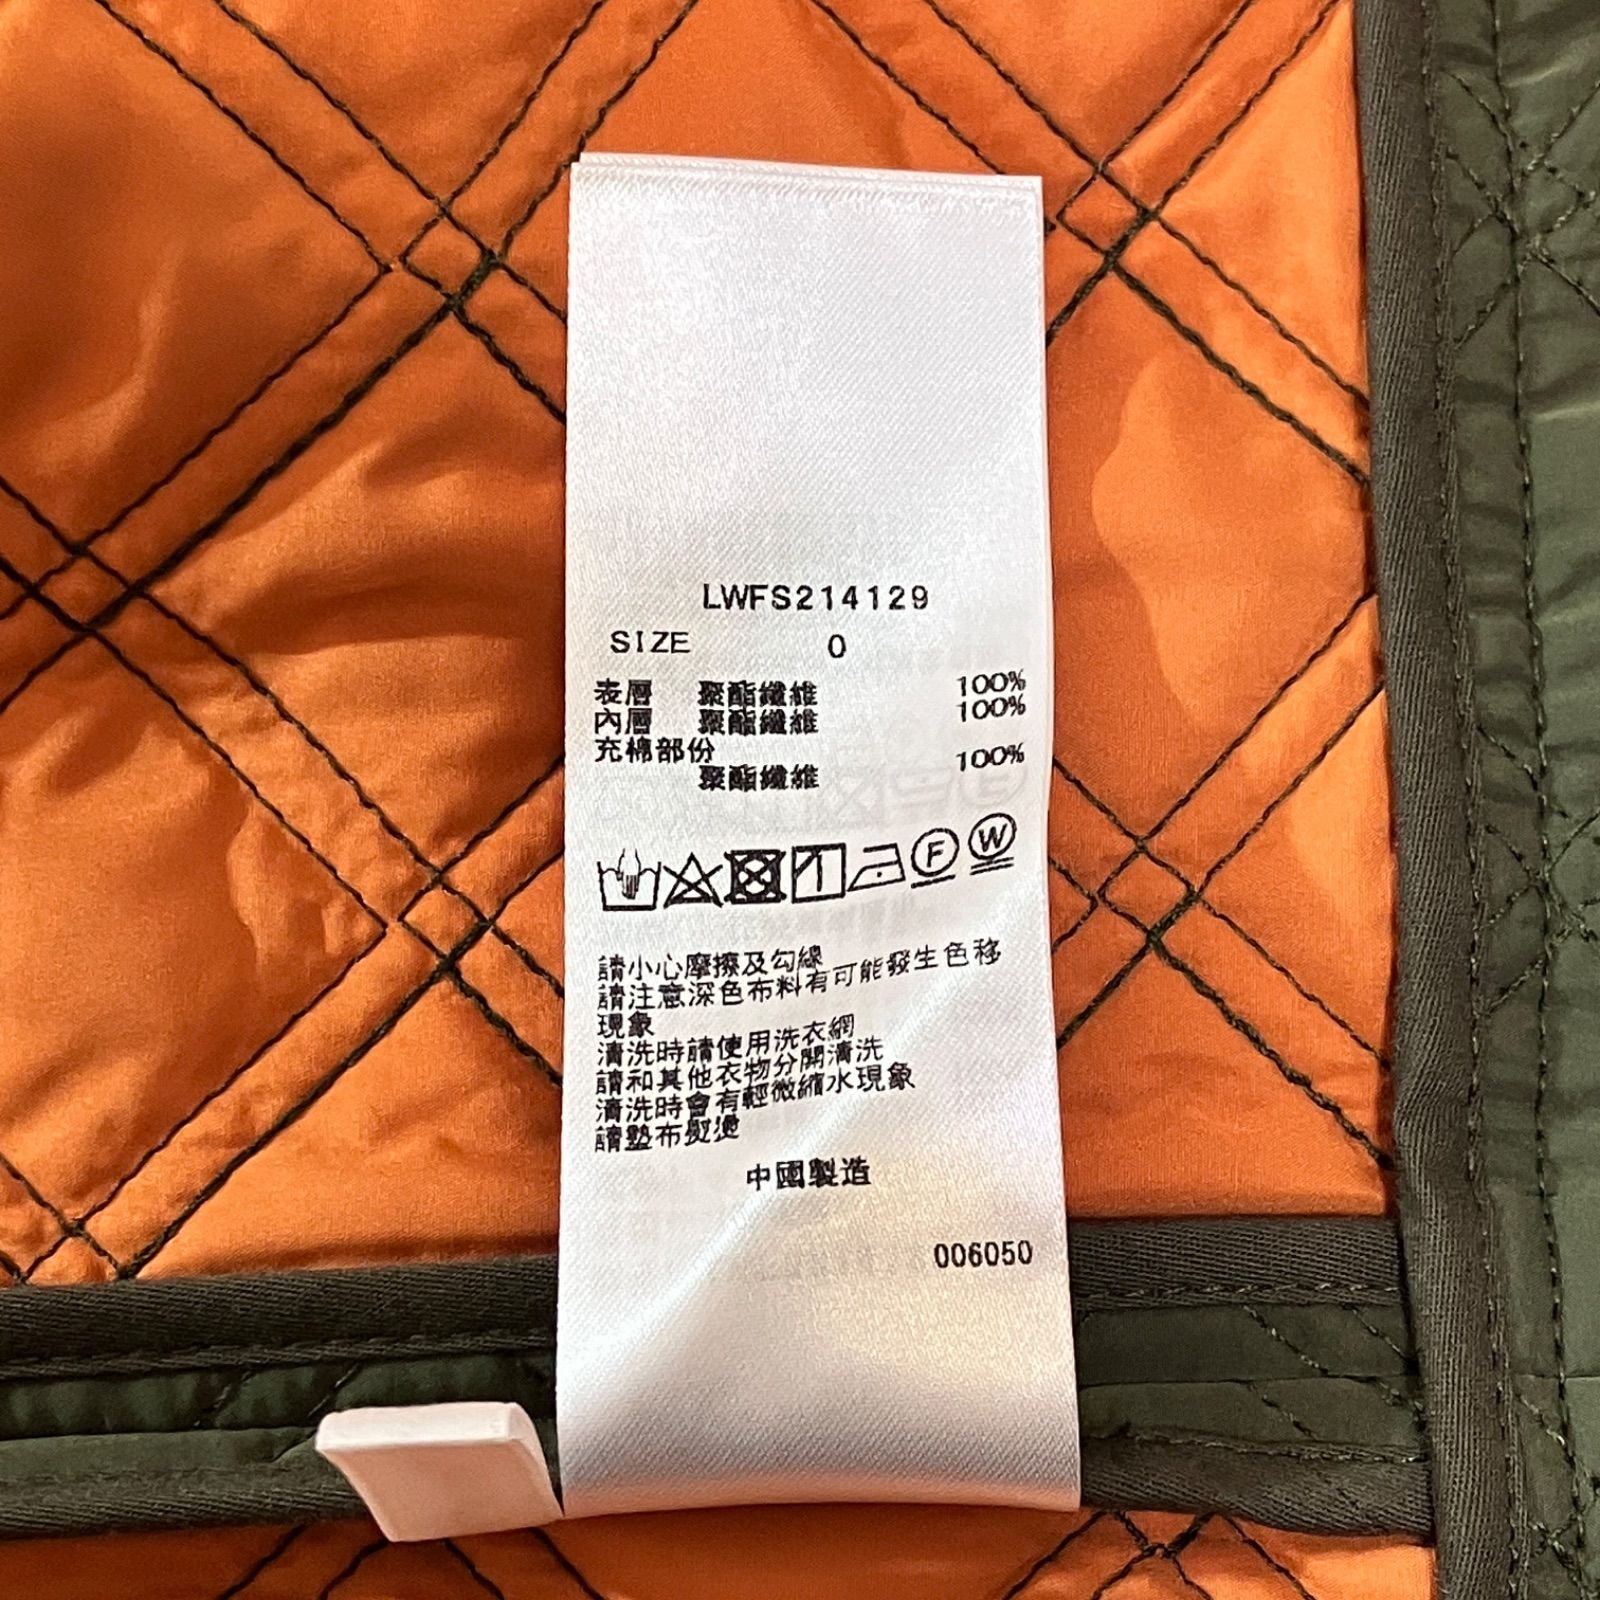 LWFS214129
SIZE 0
表層 聚酯纖維 100%
內層 聚酯纖維 100%
充棉部份
聚酯纖維 100%
F W
請小心摩擦及勾線
請注意深色布料有可能發生色移
現象
清洗時請使用洗衣網
請和其他衣物分開清洗
清洗時會有輕微縮水現象
請墊布熨燙
中國製造
006050